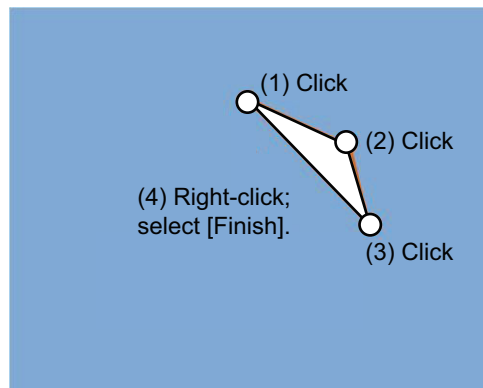 (1) Click
(2) Click
(4) Right-click;
select [Finish].
(3) Click